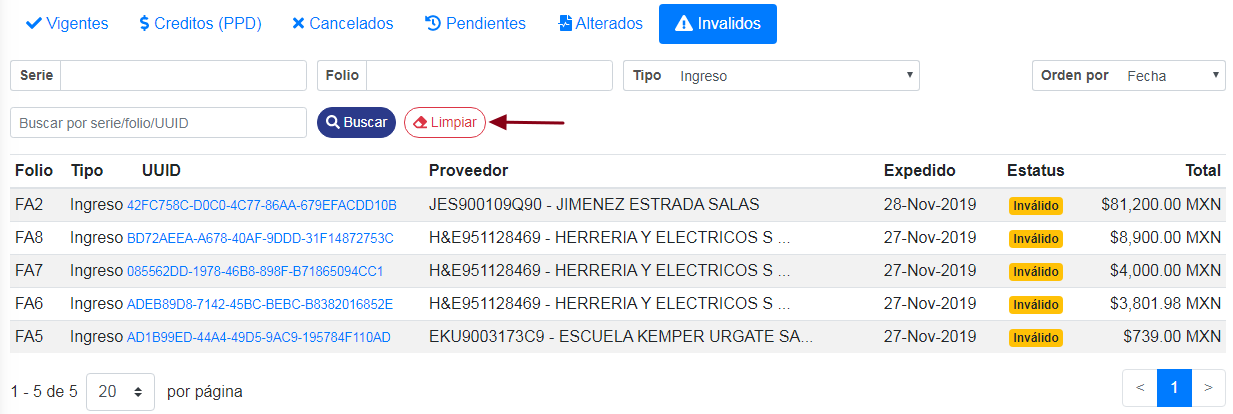 Vigentes Creditos (PPD) Cancelados Pendientes Alterados Invalidos
Serie Folio Tipo Ingreso Orden por Fecha
Buscar por serie/folio/UUID Buscar Limpiar
Folio Tipo UUID Proveedor Expedido Estatus Total
FA2 Ingreso 42FC758C-D0C0-4C77-86AA-679EFACDD10B JES900109Q90 - JIMENEZ ESTRADA SALAS 28-Nov-2019 Inválido $81,200.00 MXN
FA8 Ingreso BD72AEEA-A678-40AF-9DDD-31F14872753C H&E951128469 - HERRERIA Y ELECTRICOS S ... 27-Nov-2019 Inválido $8,900.00 MXN
FA7 Ingreso 085562DD-1978-46B8-898F-B71865094CC1 H&E951128469 - HERRERIA Y ELECTRICOS S ... 27-Nov-2019 Inválido $4,000.00 MXN
FA6 Ingreso ADEB89D8-7142-45BC-BEBC-B8382016852E H&E951128469 - HERRERIA Y ELECTRICOS S ... 27-Nov-2019 Inválido $3,801.98 MXN
FA5 Ingreso AD1B99ED-44A4-49D5-9AC9-195784F110AD EKU9003173C9 - ESCUELA KEMPER URGATE SA... 27-Nov-2019 Inválido $739.00 MXN
1 - 5 de 5 20 por página < 1 >